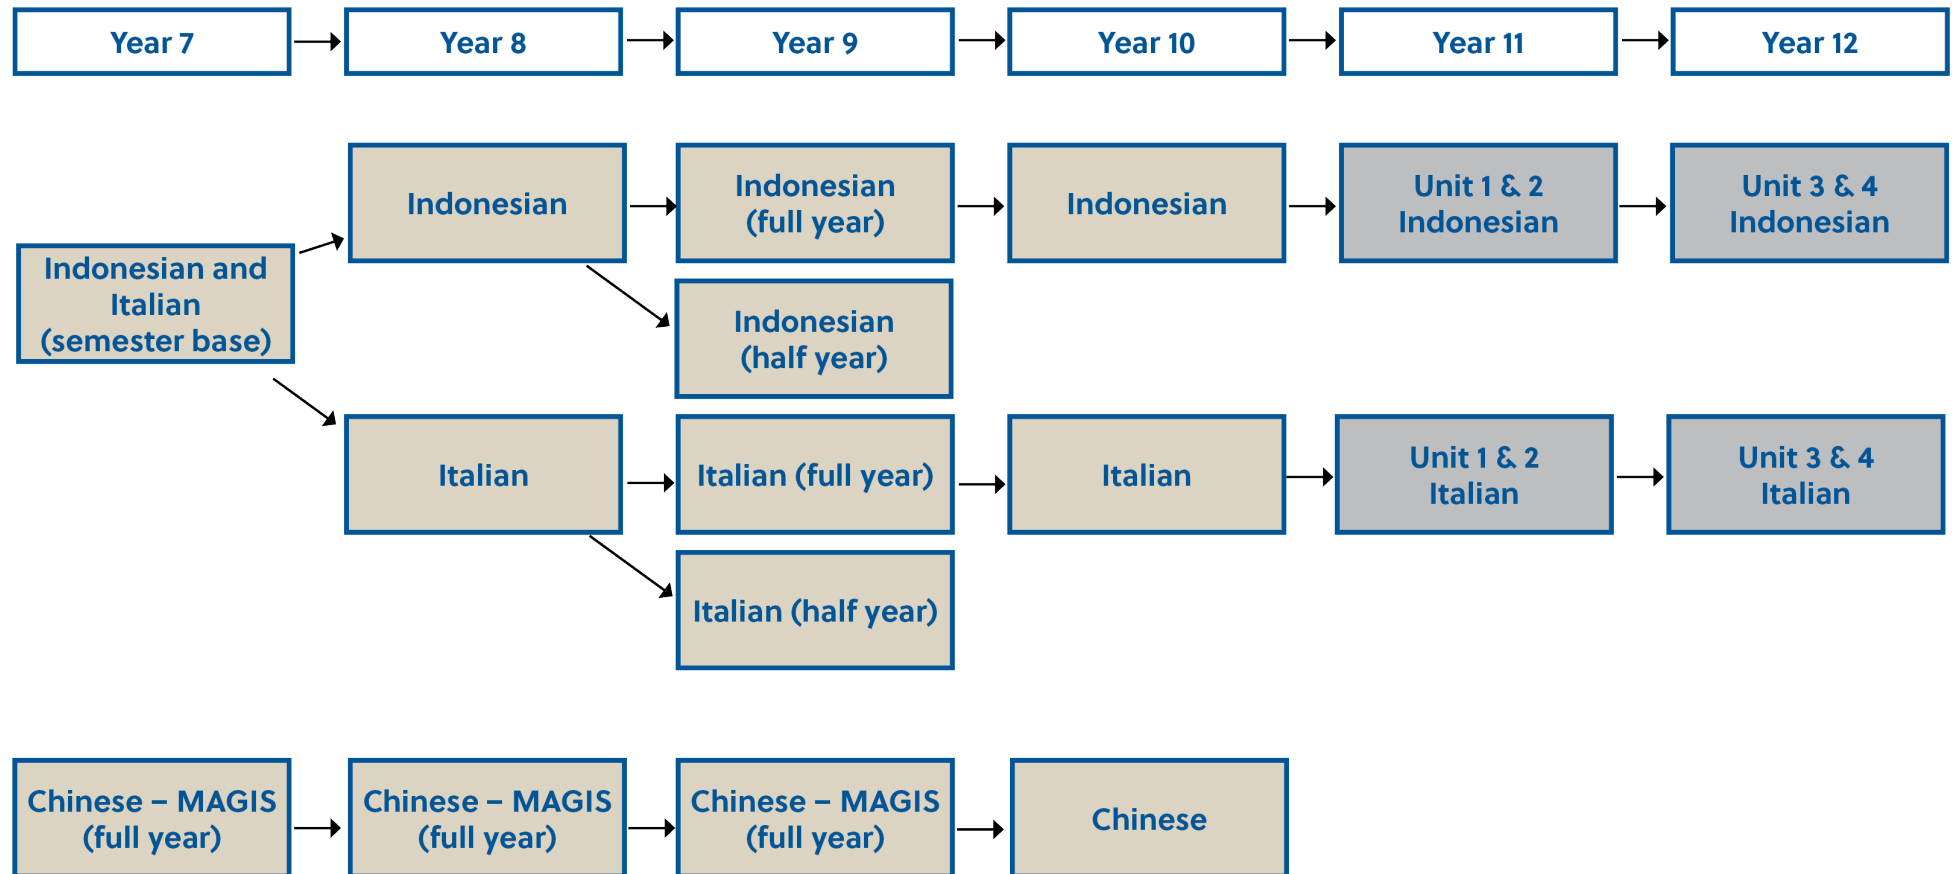 Year 7
Year 8
Year 9
Year 10
Year 11
Year 12
Indonesian and
Italian
(semester base)
Indonesian
Indonesian
(full year)
Indonesian
Unit 1 & 2
Indonesian
Unit 3 & 4
Indonesian
Indonesian
(half year)
Italian
Italian (full year)
Italian
Unit 1 & 2
Italian
Unit 3 & 4
Italian
Italian (half year)
Chinese – MAGIS
(full year)
Chinese – MAGIS
(full year)
Chinese – MAGIS
(full year)
Chinese